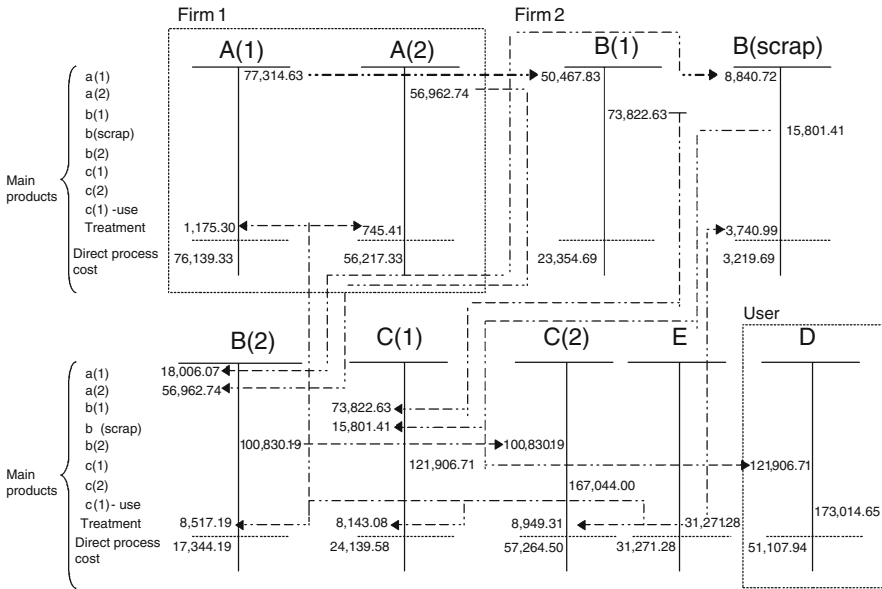 Firm 1
Firm 2
A(1) A(2) B(1) B(scrap)
a(1) 77,314.63 50,467.83 8,840.72
a(2) 56,962.74
b(1) 73,822.63
b(scrap) 15,801.41
b(2)
Main
products
c(1)
c(2)
c(1) -use
Treatment 1,175.30 745.41 3,740.99
Direct process
cost
76,139.33 56,217.33 23,354.69 3,219.69
User
B(2) C(1) C(2) E D
a(1) 18,006.07
a(2) 56,962.74
b(1) 73,822.63
b (scrap) 15,801.41
b(2) 100,830.19 100,830.19
c(1) 121,906.71 121,906.71
Main
products
c(2) 167,044.00
c(1)- use 173,014.65
Treatment 8,517.19 8,143.08 8,949.31 31,271.28
Direct process
cost
17,344.19 24,139.58 57,264.50 31,271.28 51,107.94